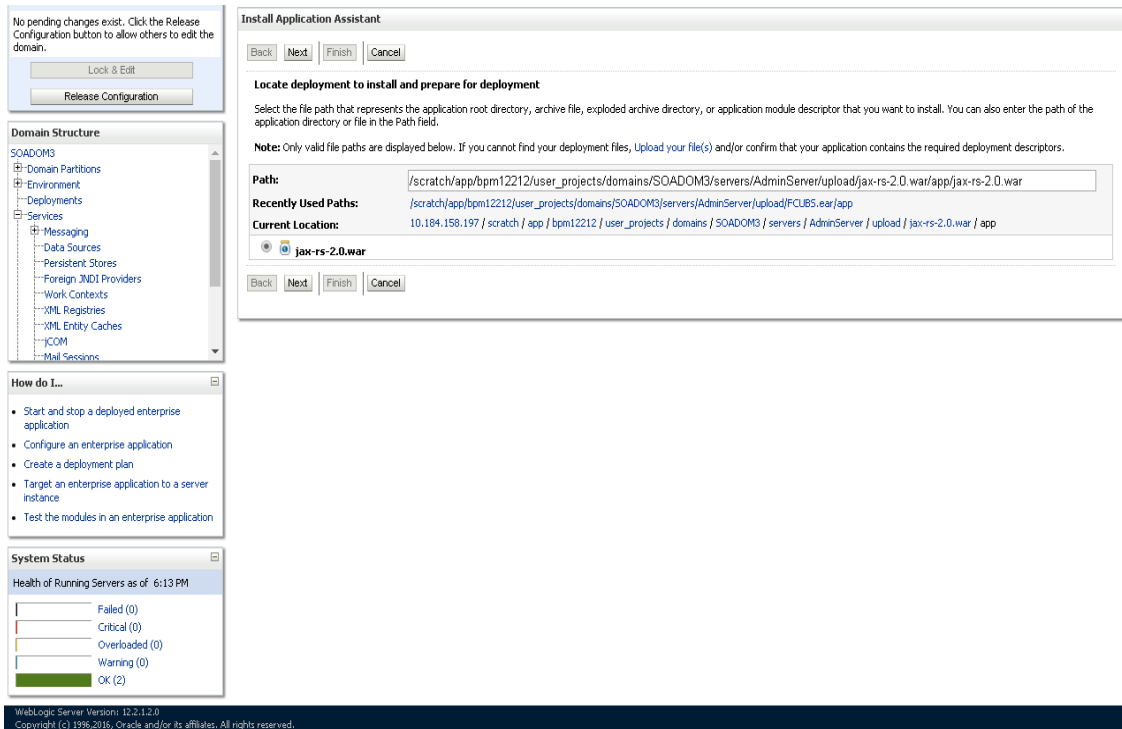 No pending changes exist. Click the Release
Configuration button to allow others to edit the
domain.
Lock & Edit
Release Configuration
Domain Structure
SOADOM3
Domain Partitions
Environment
Deployments
Services
Messaging
Data Sources
Persistent Stores
Foreign JNDI Providers
Work Contexts
XML Registries
XML Entity Caches
jCOM
Mail Sessions
How do I...
Start and stop a deployed enterprise
application
Configure an enterprise application
Create a deployment plan
Target an enterprise application to a server
instance
Test the modules in an enterprise application
System Status
Health of Running Servers as of 6:13 PM
Failed (0)
Critical (0)
Overloaded (0)
Warning (0)
OK (2)
Install Application Assistant
Back Next Finish Cancel
Locate deployment to install and prepare for deployment
Select the file path that represents the application root directory, archive file, exploded archive directory, or application module descriptor that you want to install. You can also enter the path of the
application directory or file in the Path field.
Note: Only valid file paths are displayed below. If you cannot find your deployment files, Upload your file(s) and/or confirm that your application contains the required deployment descriptors.
Path: /scratch/app/bpm12212/user_projects/domains/SOADOM3/servers/AdminServer/upload/jax-rs-2.0.war/app/jax-rs-2.0.war
Recently Used Paths: /scratch/app/bpm12212/user_projects/domains/SOADOM3/servers/AdminServer/upload/FCUBS.ear/app
Current Location: 10.184.158.197 / scratch / app / bpm12212 / user_projects / domains / SOADOM3 / servers / AdminServer / upload / jax-rs-2.0.war / app
jax-rs-2.0.war
Back Next Finish Cancel
WebLogic Server Version: 12.2.1.2.0
Copyright (c) 1996,2016, Oracle and/or its affiliates. All rights reserved.